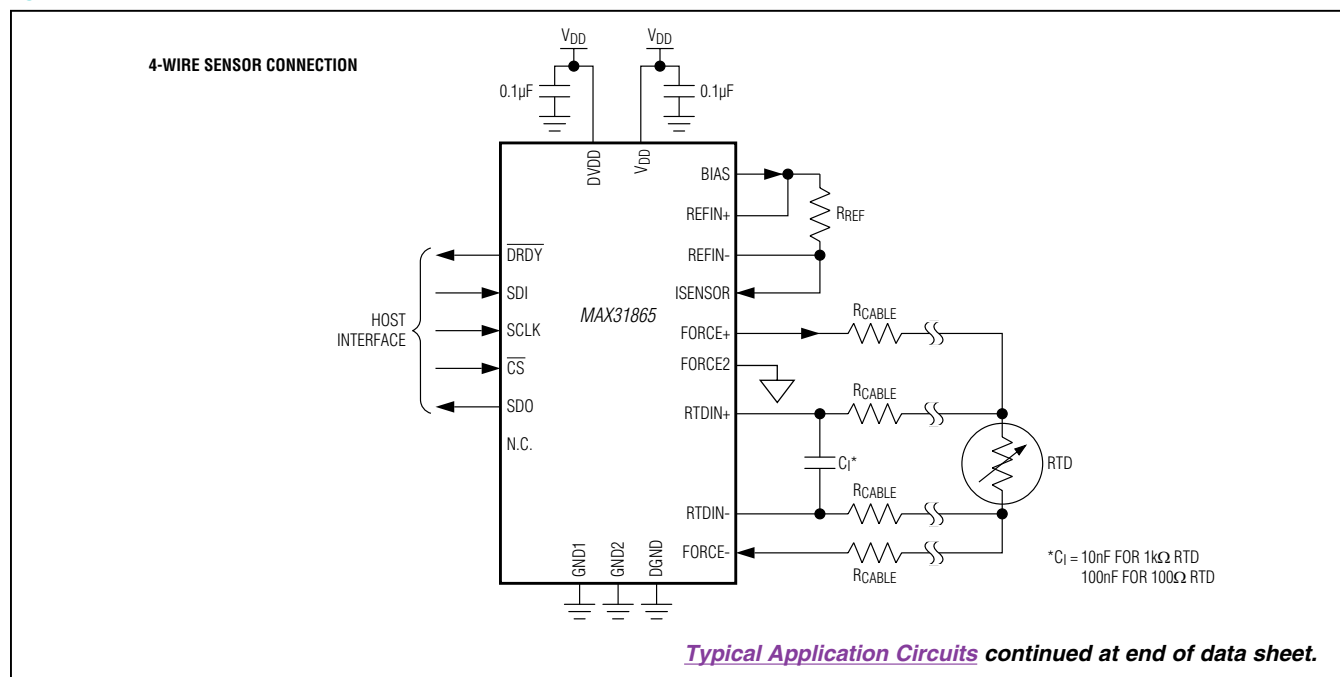 4-WIRE SENSOR CONNECTION
VDD
VDD
0.1µF
0.1µF
DVDD
VDD
BIAS
REFIN+
RREF
REFIN-
ISENSOR
DRDY
SDI
SCLK
CS
SDO
N.C.
HOST
INTERFACE
MAX31865
FORCE+
RCABLE
FORCE2
RCABLE
RTDIN+
CI*
RTD
RCABLE
RTDIN-
FORCE-
RCABLE
GND1
GND2
DGND
*CI = 10nF FOR 1kΩ RTD
100nF FOR 100Ω RTD
Typical Application Circuits continued at end of data sheet.